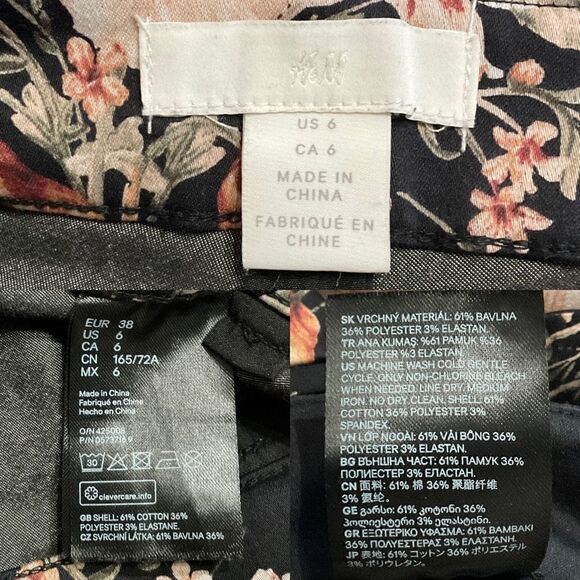 H&M
US 6
CA 6
MADE IN
CHINA
FABRIQUÉ EN
CHINE
EUR 38
US 6
CA 6
CN 165/72A
MX 6
Made in China
Fabriqué en Chine
Hecho en China
O/N 425008
P/N
30
clevercare.info
GB SHELL: 61% COTTON 36%
POLYESTER 3% ELASTANE.
CZ SVRCHNÍ LÁTKA: 61% BAVLNA
SK VRCHNÝ MATERIÁL: 61% BAVLNA
36% POLYESTER 3% ELASTAN.
TR ANA KUMAŞ: %61 PAMUK %36
POLYESTER %3 ELASTAN.
US MACHINE WASH COLD GENTLE
CYCLE. ONLY NON-CHLORINE BLEACH
WHEN NEEDED. LINE DRY. MEDIUM
IRON. NO DRY CLEAN. SHELL: 61%
COTTON 36% POLYESTER 3%
SPANDEX.
VN LỚP NGOÀI: 61% VẢI BÔNG 36%
POLYESTER 3% ELASTAN.
BG ВЪНШНА ЧАСТ: 61% ПАМУК 36%
ПОЛИЕСТЕР 3% ЕЛАСТАН.
CN 面料: 61% 棉 36% 聚酯纤维
3% 氨纶.
GE გარსი: 61% ქოტონი 36%
პოლიესტერი 3% ელასტინი.
GR ΕΞΩΤΕΡΙΚΟ ΥΦΑΣΜΑ: 61% ΒΑΜΒΑΚΙ
36% ΠΟΛΥΕΣΤΕΡΑΣ 3% ΕΛΑΣΤΑΝΗ.
JP 表地: 61% コットン 36% ポリエステル
3% ポリウレタン.